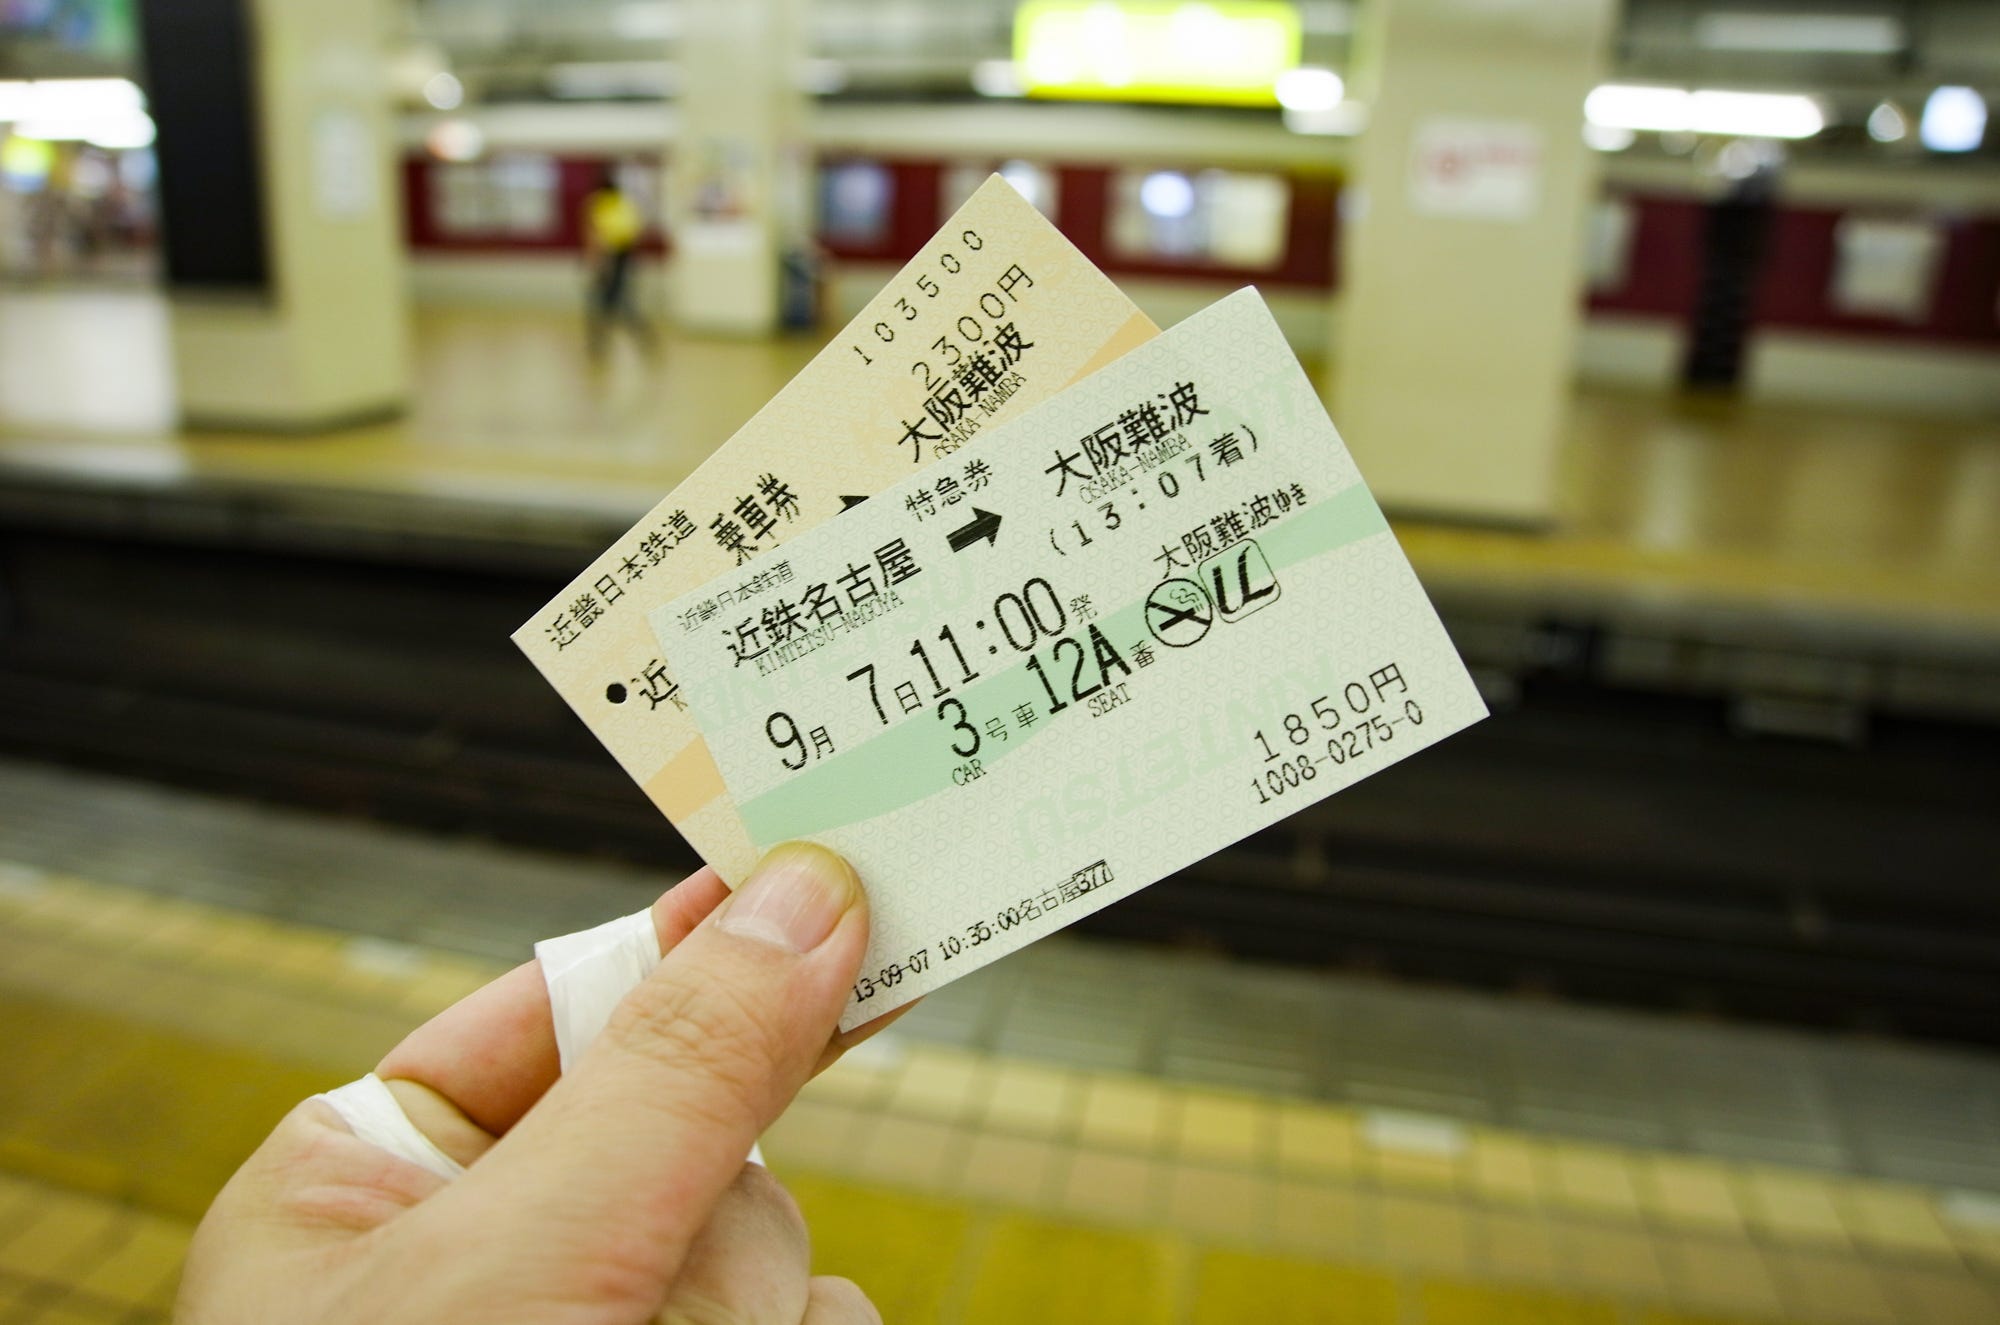 103500
2300円
大阪難波
OSAKA-NAMBA
近畿日本鉄道
乗車券
近
K
近畿日本鉄道
特急券
近鉄名古屋 → 大阪難波
KINTETSU-NAGOYA
OSAKA-NAMBA
9月 7日 11:00発 (13:07着)
3号車 12A番
CAR SEAT
大阪難波ゆき
1850円
1008-0275-0
13-09-07 10:35:00名古屋377
KINTETSU